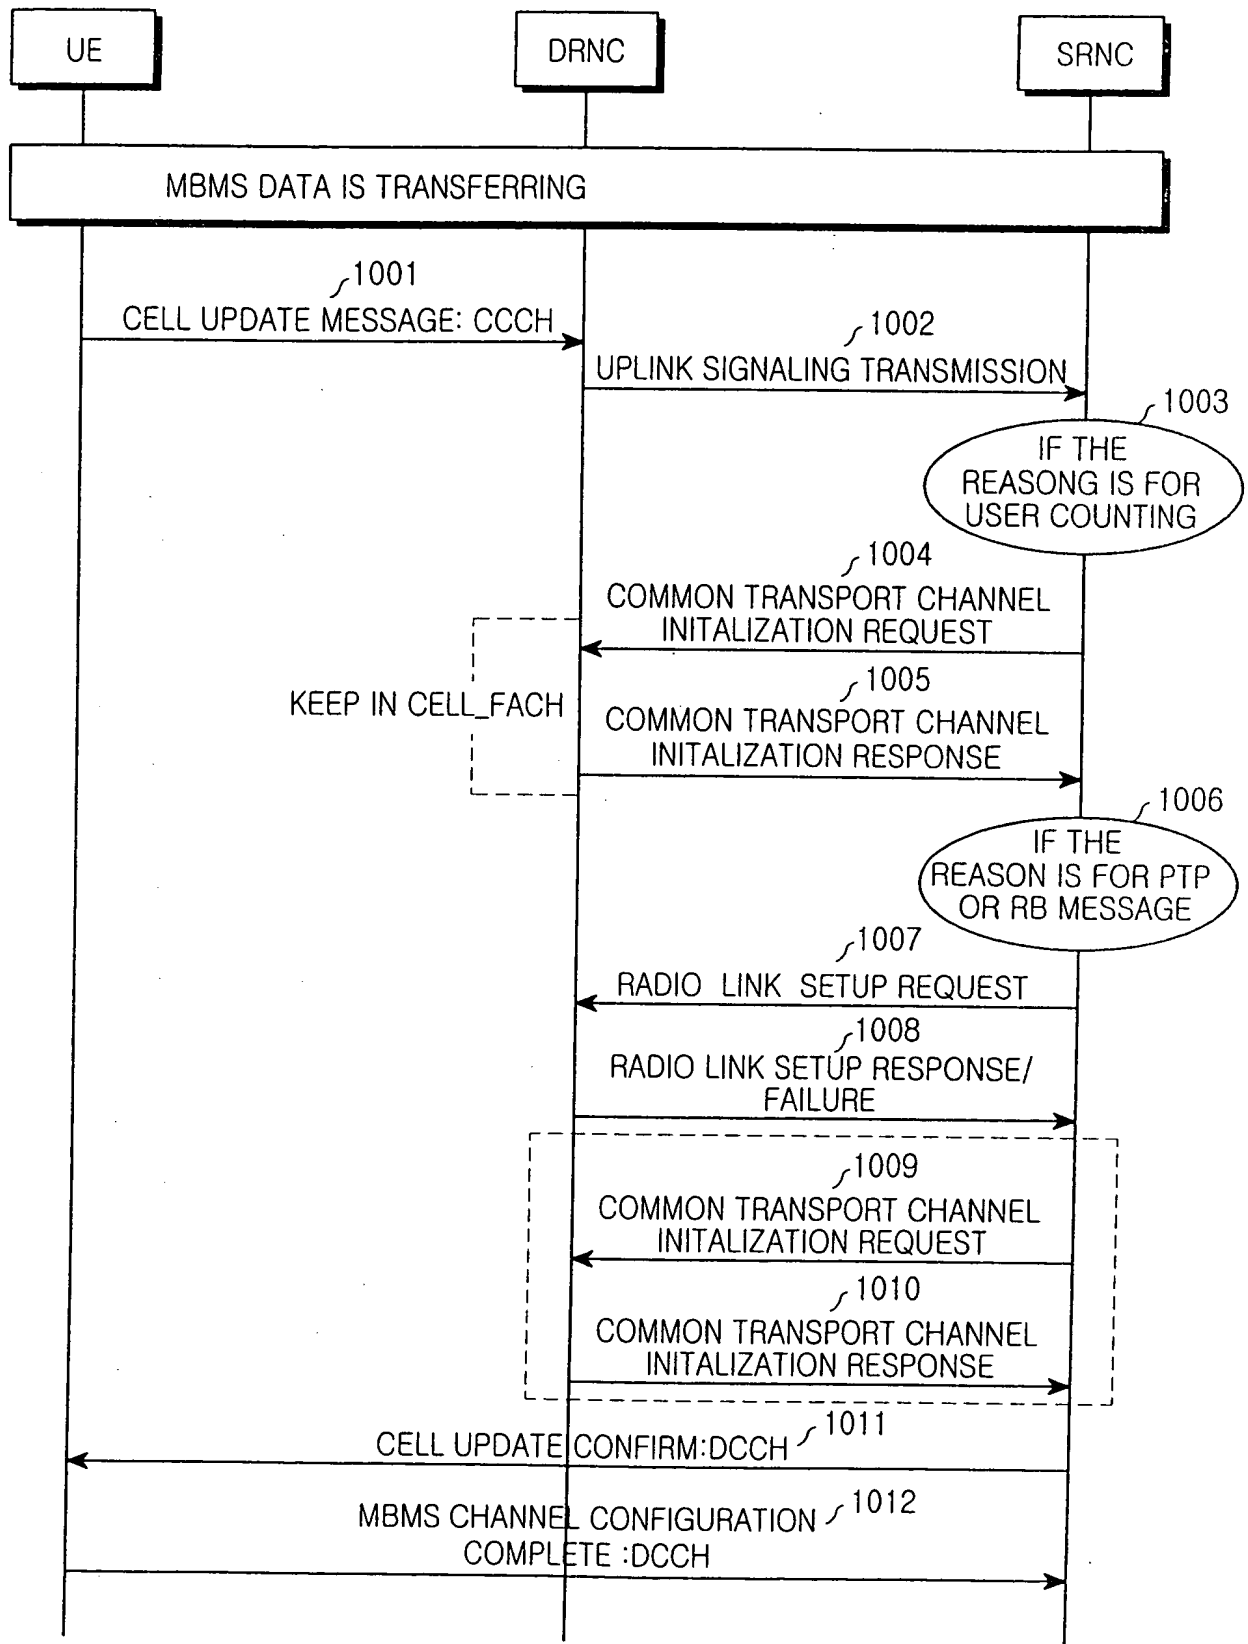 UE
DRNC
SRNC
MBMS DATA IS TRANSFERRING
1001
CELL UPDATE MESSAGE: CCCH
1002
UPLINK SIGNALING TRANSMISSION
1003
IF THE
REASONG IS FOR
USER COUNTING
1004
COMMON TRANSPORT CHANNEL
INITALIZATION REQUEST
KEEP IN CELL_FACH
1005
COMMON TRANSPORT CHANNEL
INITALIZATION RESPONSE
1006
IF THE
REASON IS FOR PTP
OR RB MESSAGE
1007
RADIO LINK SETUP REQUEST
1008
RADIO LINK SETUP RESPONSE/
FAILURE
1009
COMMON TRANSPORT CHANNEL
INITALIZATION REQUEST
1010
COMMON TRANSPORT CHANNEL
INITALIZATION RESPONSE
1011
CELL UPDATE CONFIRM:DCCH
1012
MBMS CHANNEL CONFIGURATION
COMPLETE :DCCH